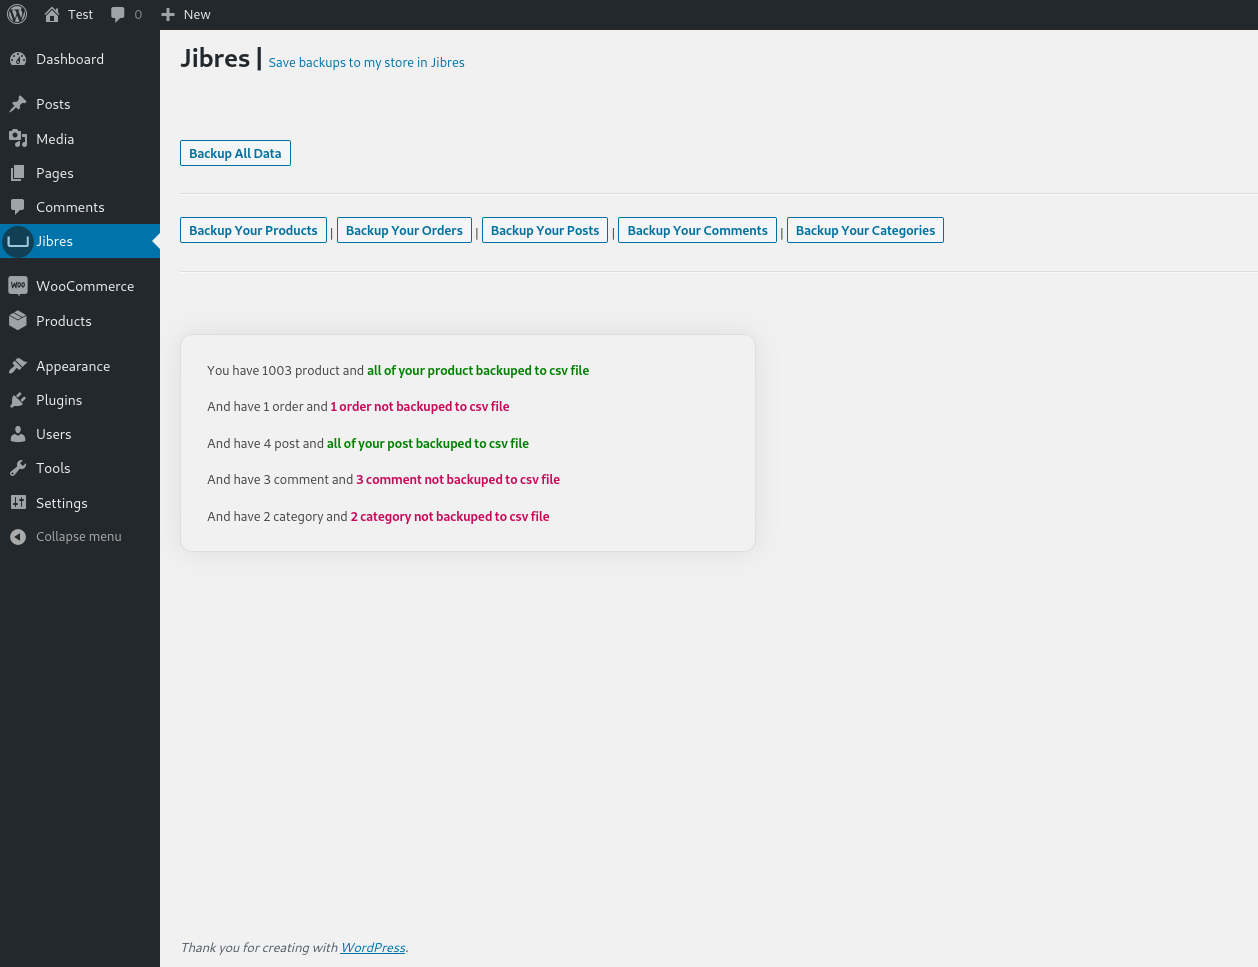 Test 0 New
Dashboard
Posts
Media
Pages
Comments
Jibres
WOO WooCommerce
Products
Appearance
Plugins
Users
Tools
Settings
Collapse menu
Jibres | Save backups to my store in Jibres
Backup All Data
Backup Your Products | Backup Your Orders | Backup Your Posts | Backup Your Comments | Backup Your Categories
You have 1003 product and all of your product backuped to csv file
And have 1 order and 1 order not backuped to csv file
And have 4 post and all of your post backuped to csv file
And have 3 comment and 3 comment not backuped to csv file
And have 2 category and 2 category not backuped to csv file
Thank you for creating with WordPress.